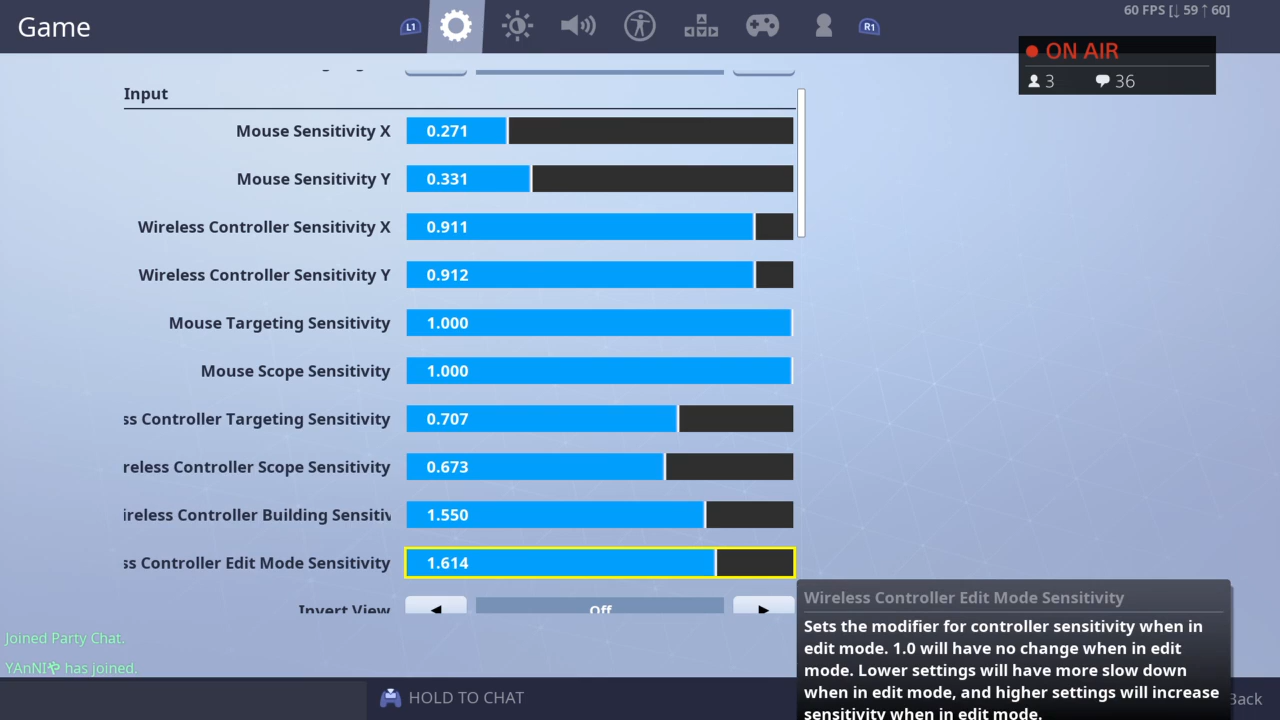 Game
L1
R1
60 FPS [↓ 59 ↑ 60]
ON AIR
3 36
Input
Mouse Sensitivity X 0.271
Mouse Sensitivity Y 0.331
Wireless Controller Sensitivity X 0.911
Wireless Controller Sensitivity Y 0.912
Mouse Targeting Sensitivity 1.000
Mouse Scope Sensitivity 1.000
ss Controller Targeting Sensitivity 0.707
reless Controller Scope Sensitivity 0.673
ireless Controller Building Sensitiv 1.550
ss Controller Edit Mode Sensitivity 1.614
Invert View Off
Wireless Controller Edit Mode Sensitivity
Sets the modifier for controller sensitivity when in
edit mode. 1.0 will have no change when in edit
mode. Lower settings will have more slow down
when in edit mode, and higher settings will increase
sensitivity when in edit mode.
Joined Party Chat.
YAnNIや has joined.
HOLD TO CHAT
Back